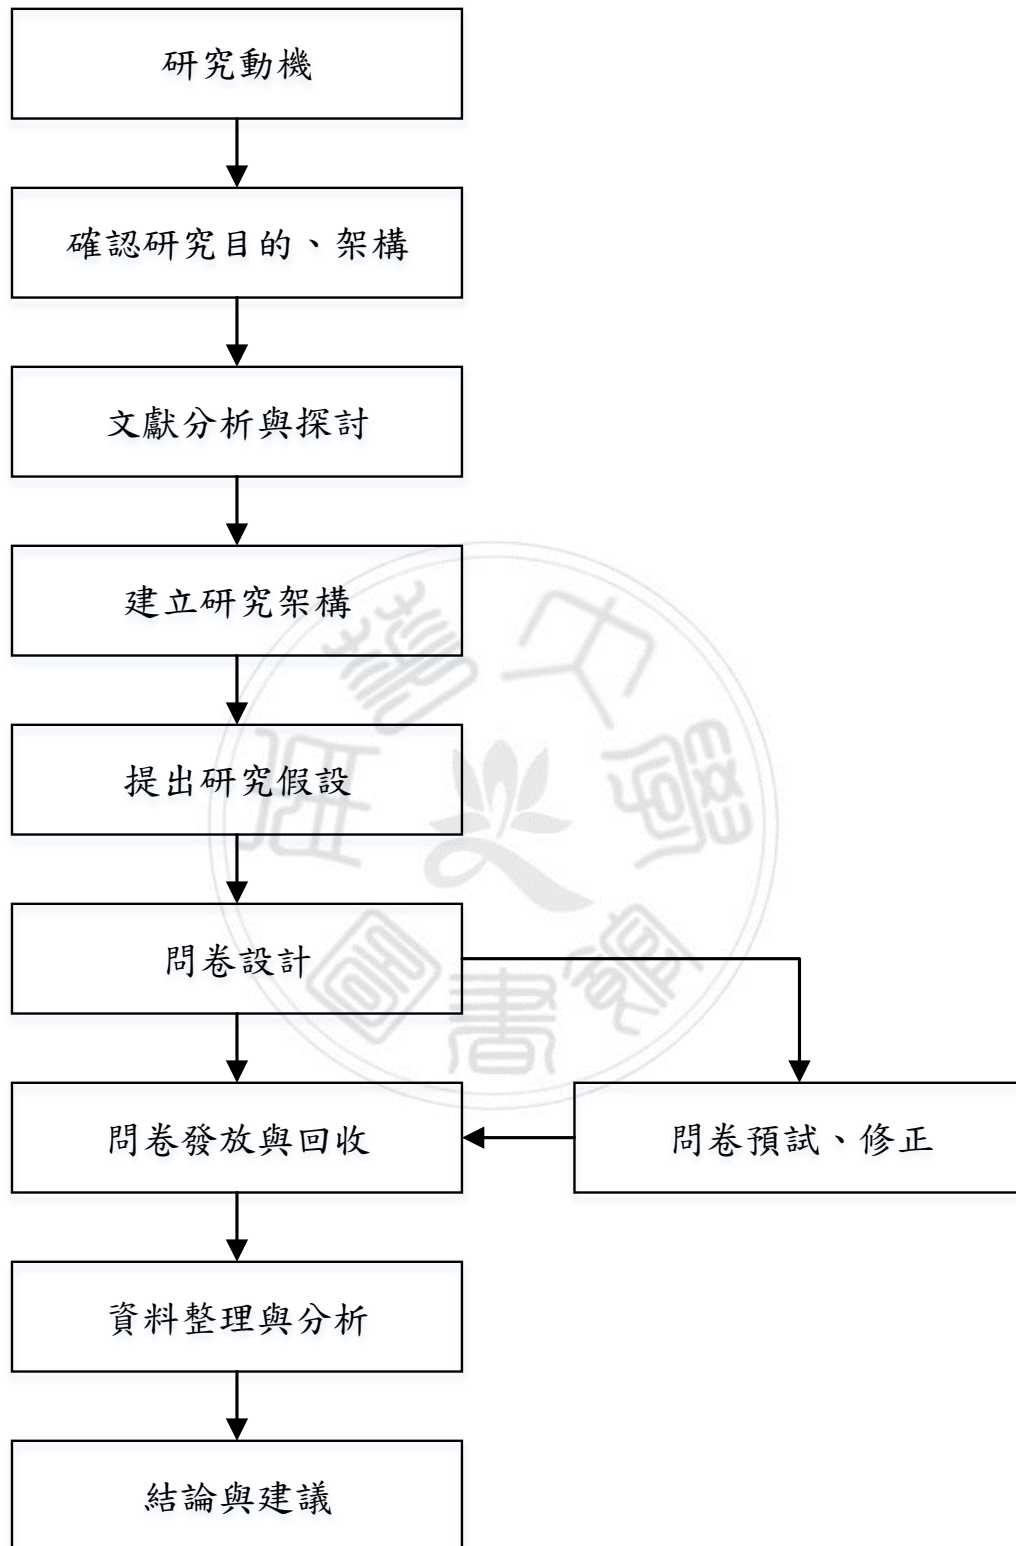 研究動機
確認研究目的、架構
文獻分析與探討
建立研究架構
提出研究假設
問卷設計
問卷發放與回收
問卷預試、修正
資料整理與分析
結論與建議